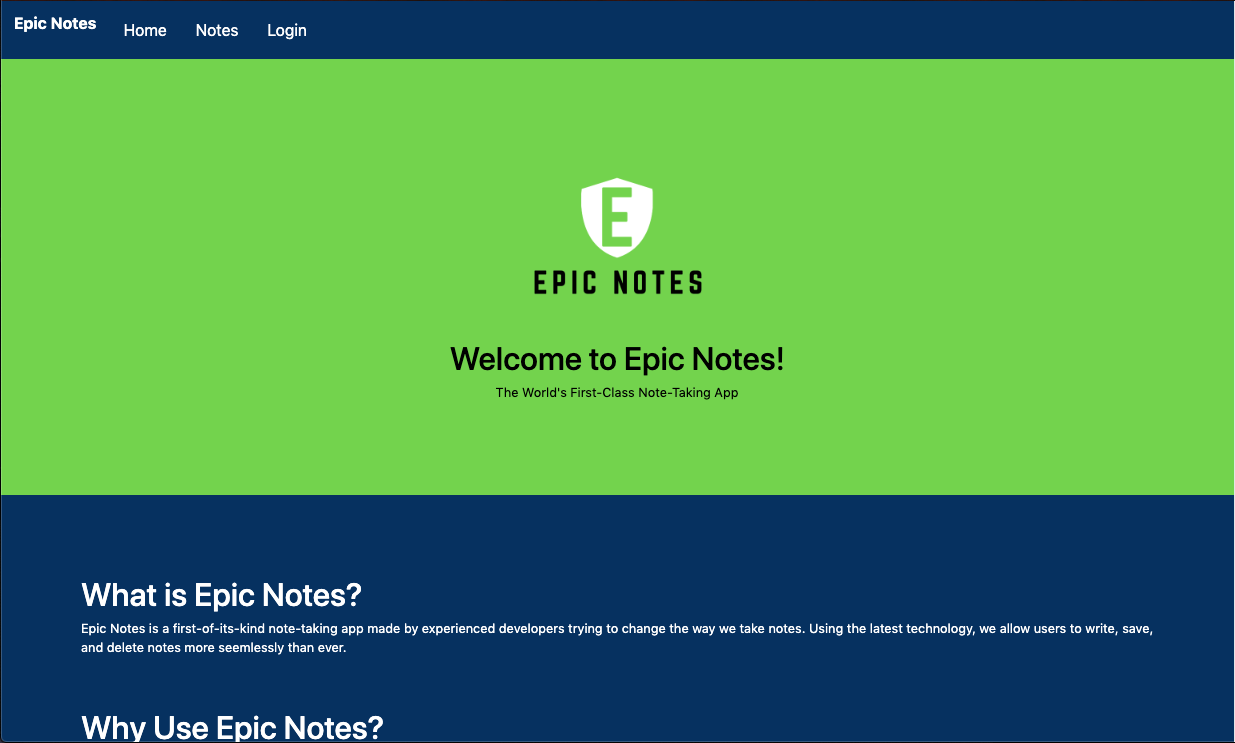 Epic Notes Home Notes Login
E
EPIC NOTES
Welcome to Epic Notes!
The World's First-Class Note-Taking App
What is Epic Notes?
Epic Notes is a first-of-its-kind note-taking app made by experienced developers trying to change the way we take notes. Using the latest technology, we allow users to write, save,
and delete notes more seemlessly than ever.
Why Use Epic Notes?